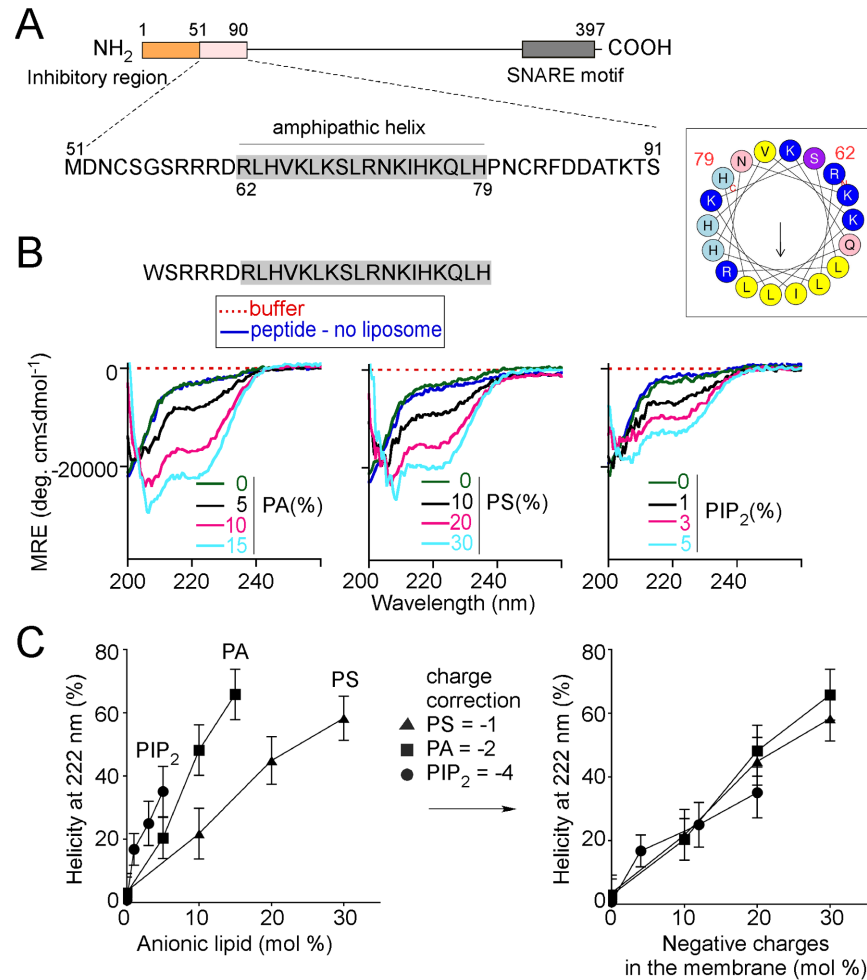 A
1 51 90 397
NH2 COOH
Inhibitory region SNARE motif
51 amphipathic helix 91
MDNCSGSRRRDRLHVKLKSLRNKIHKQLHPNCRFDDATKTS
62 79
79 N V K S 62
H R
K C N K
H Q
H L
R L L I L
B
WSRRRDRLHVKLKSLRNKIHKQLH
buffer
peptide - no liposome
MRE (deg. cm≤dmol-1)
0
-20000
0
5
10
15
PA(%)
0
10
20
30
PS(%)
0
1
3
5
PIP2(%)
200 220 240 200 220 240 200 220 240
Wavelength (nm)
C
Helicity at 222 nm (%)
80
60
40
20
0
PA
PS
PIP2
0 10 20 30
Anionic lipid (mol %)
charge
correction
PS = -1
PA = -2
PIP2 = -4
Helicity at 222 nm (%)
80
60
40
20
0
0 10 20 30
Negative charges
in the membrane (mol %)